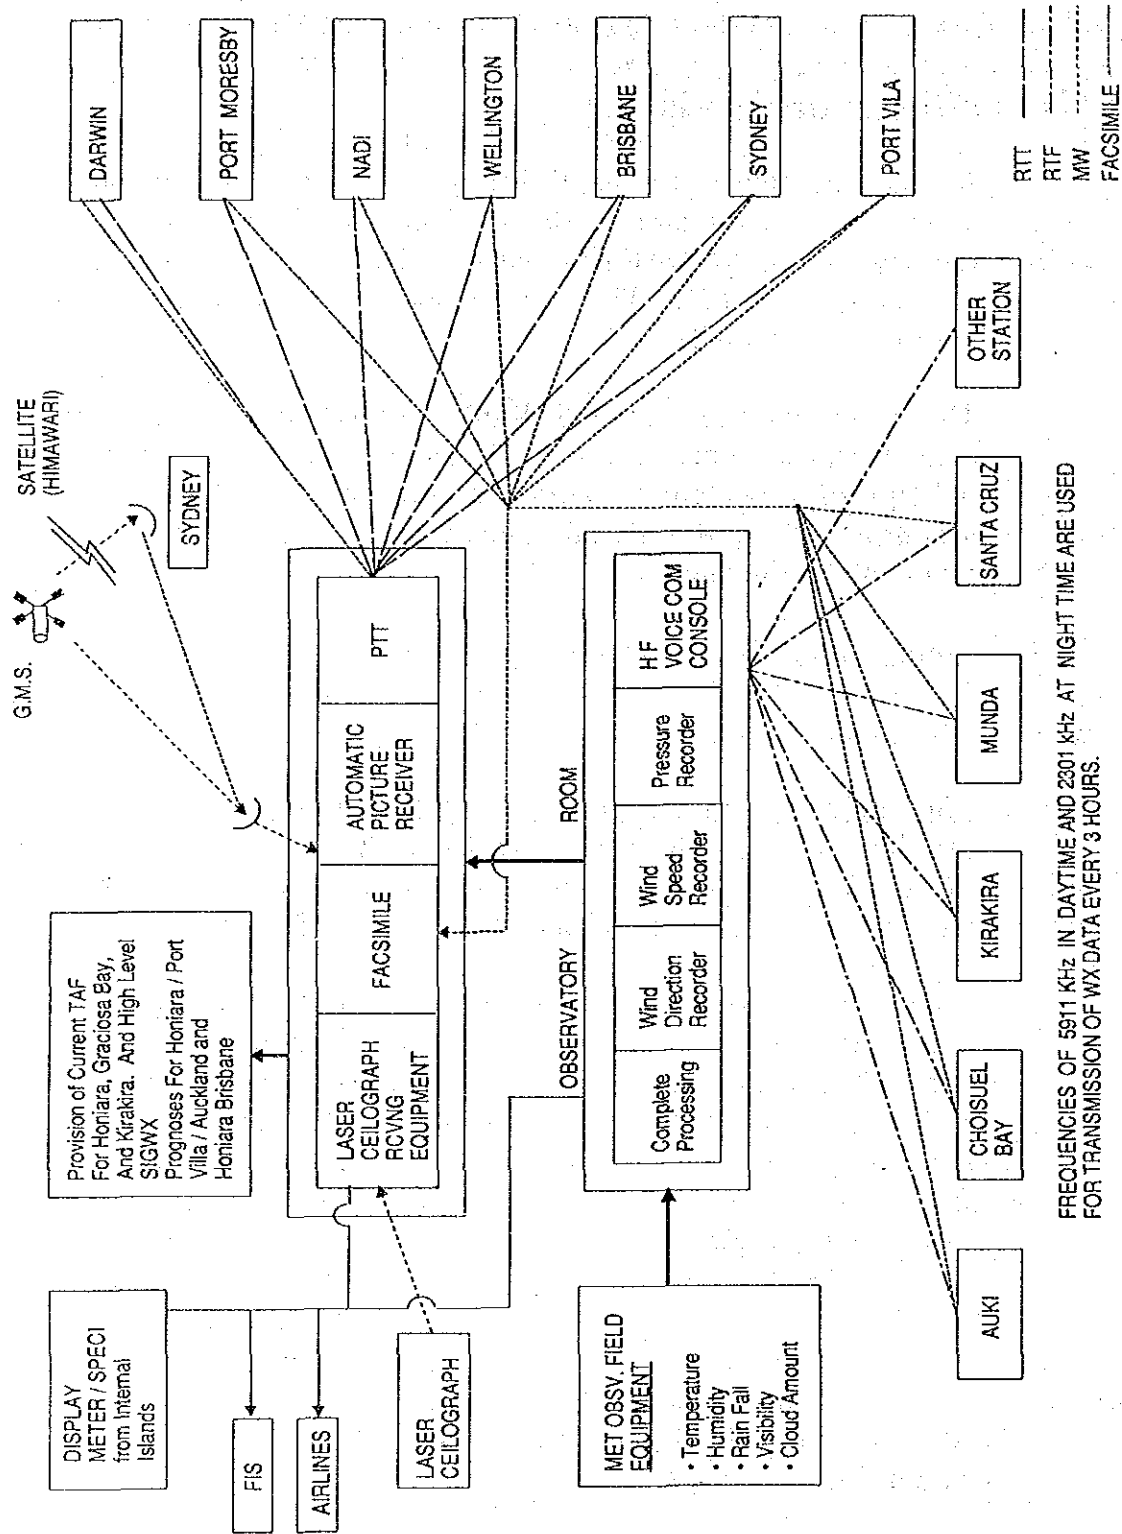 G.M.S.
SATELLITE
(HIMAWARI)
SYDNEY
DISPLAY
METER / SPECI
from Internal
Islands
FIS
AIRLINES
LASER
CEILOGRAPH
Provision of Current TAF
For Honiara, Graciosa Bay,
And Kirakira. And High Level
SIGWX
Prognoses For Honiara / Port
Villa / Auckland and
Honiara Brisbane
LASER
CEILOGRAPH
RCVNG
EQUIPMENT
FACSIMILE
AUTOMATIC
PICTURE
RECEIVER
PTT
DARWIN
PORT MORESBY
NADI
WELLINGTON
BRISBANE
SYDNEY
PORT VILA
OBSERVATORY
ROOM
MET OBSV. FIELD
EQUIPMENT
• Temperature
• Humidity
• Rain Fall
• Visibility
• Cloud Amount
Complete
Processing
Wind
Direction
Recorder
Wind
Speed
Recorder
Pressure
Recorder
H F
VOICE COM
CONSOLE
AUKI
CHOISUEL
BAY
KIRAKIRA
MUNDA
SANTA CRUZ
OTHER
STATION
RTT
RTF
MW
FACSIMILE
FREQUENCIES OF 5911 KHz IN DAYTIME AND 2301 kHz AT NIGHT TIME ARE USED
FOR TRANSMISSION OF WX DATA EVERY 3 HOURS.